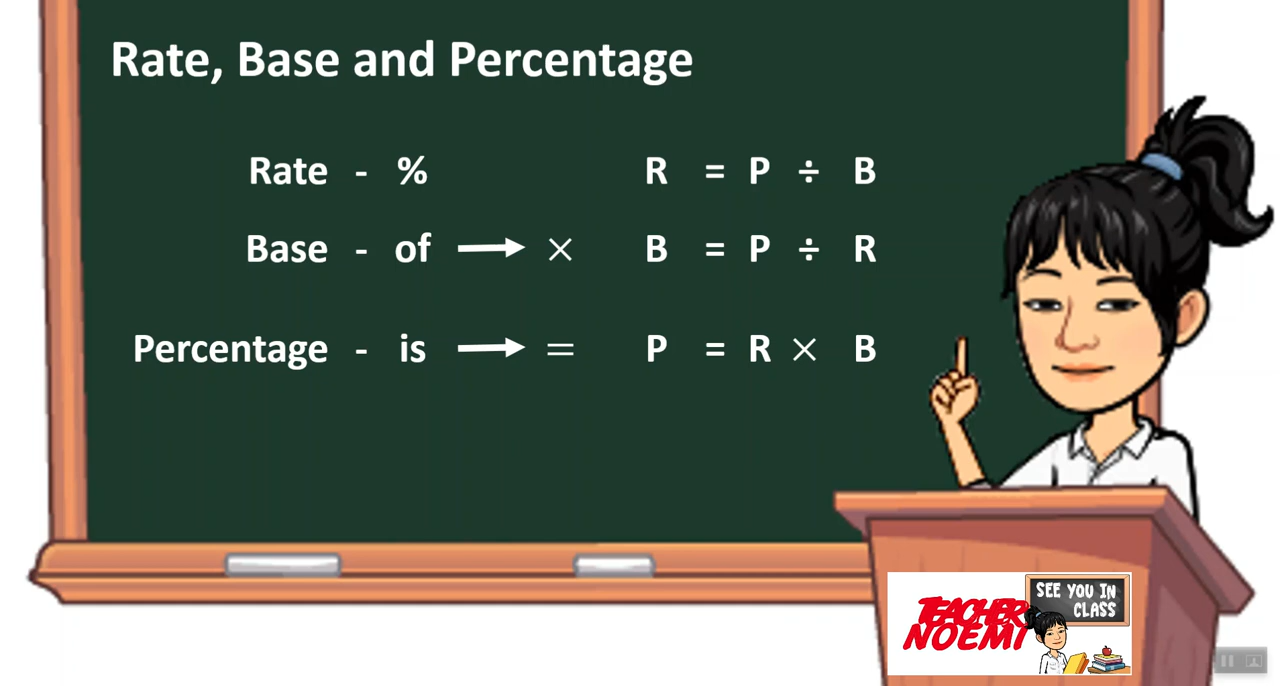 Rate, Base and Percentage
Rate - % R = P ÷ B
Base - of → × B = P ÷ R
Percentage - is → = P = R × B
SEE YOU IN
CLASS
TEACHER
NOEMI